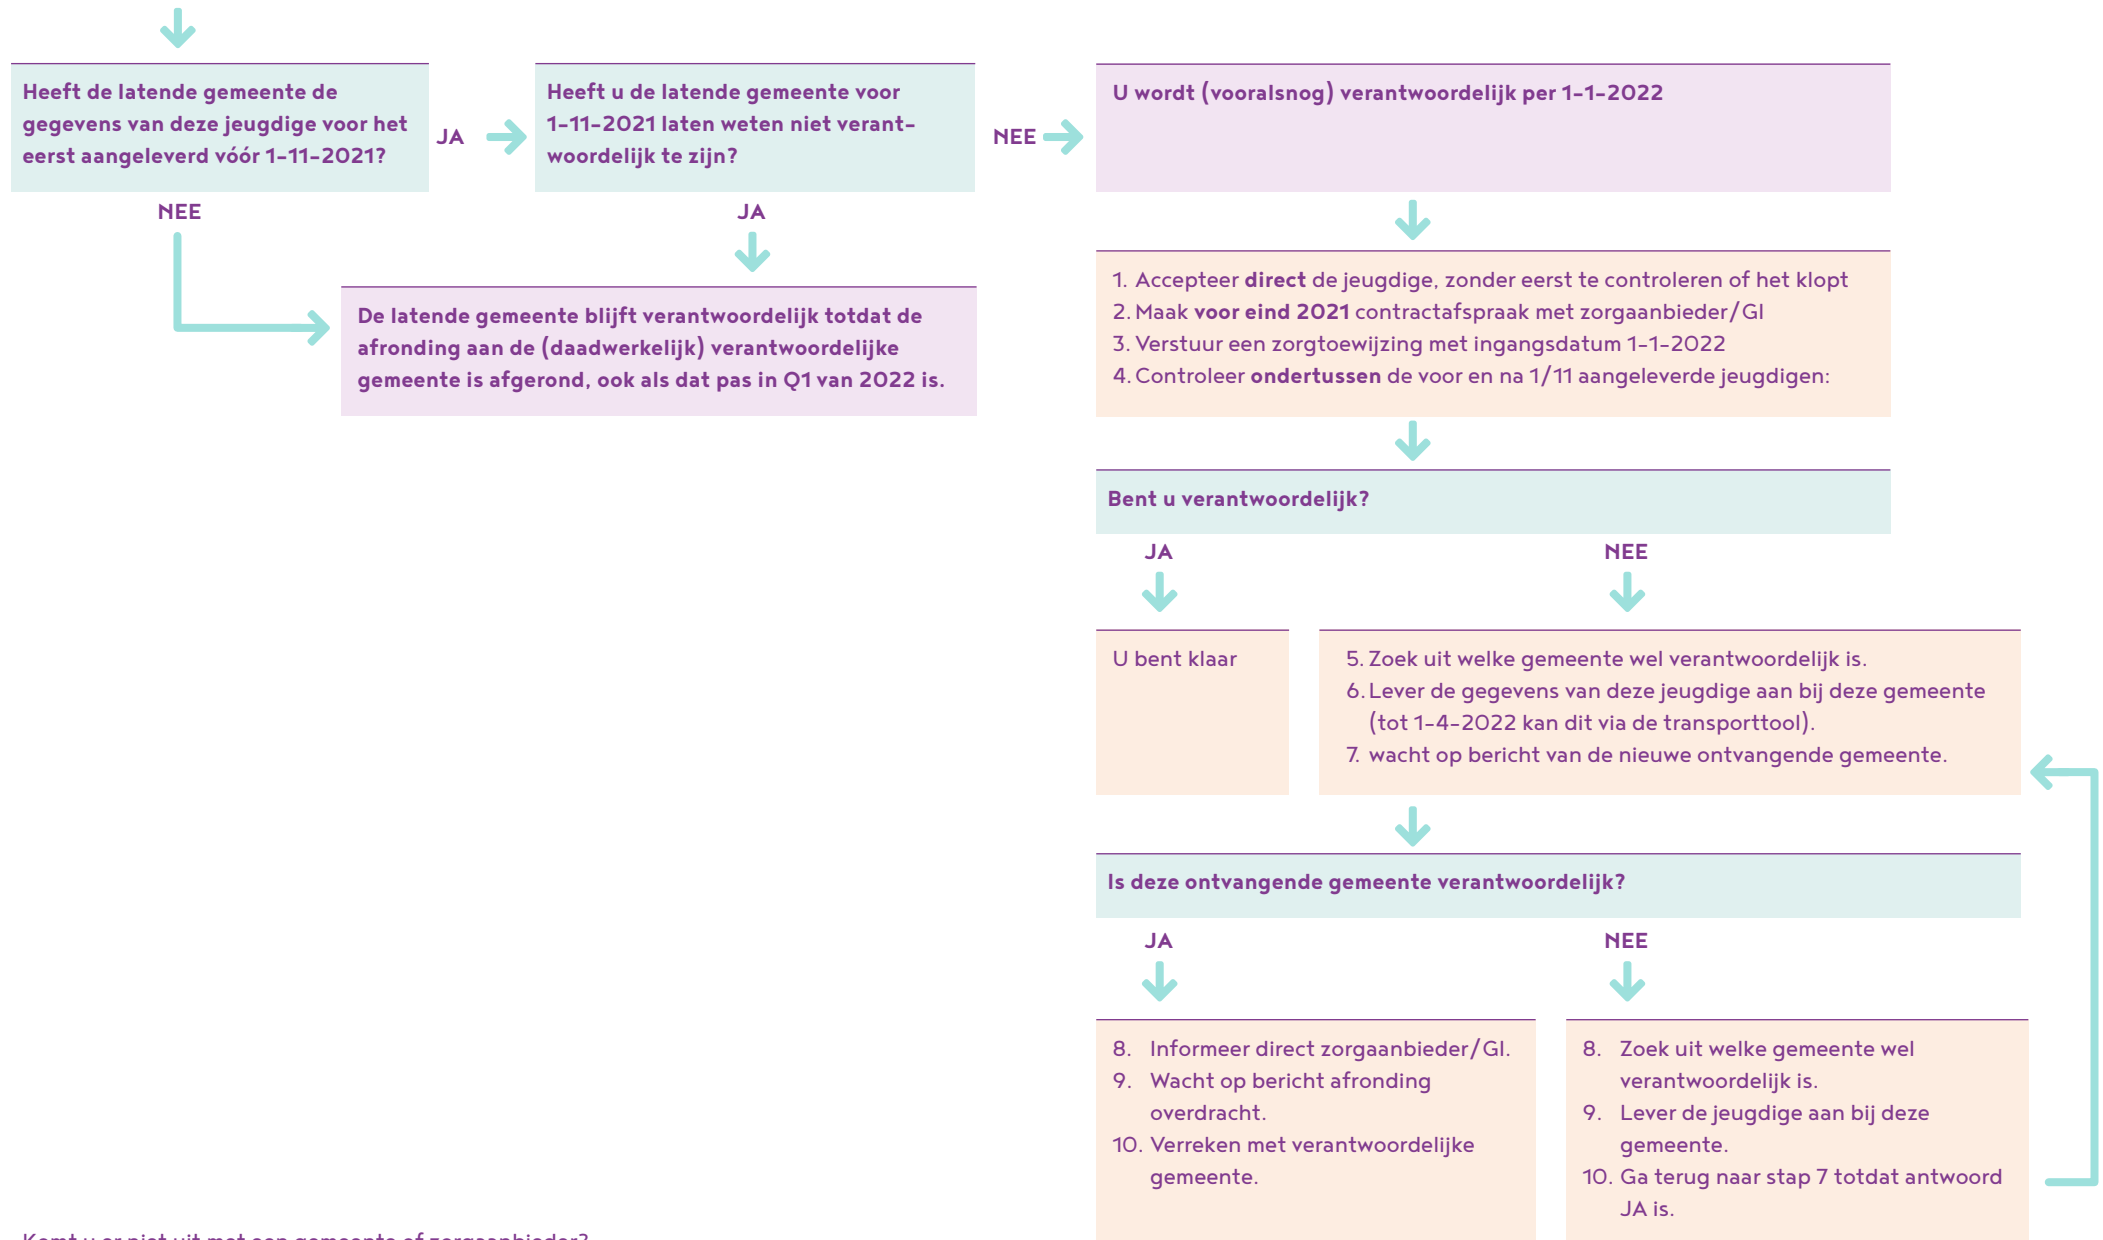 Heeft de latende gemeente de
gegevens van deze jeugdige voor het
eerst aangeleverd vóór 1-11-2021?
JA
Heeft u de latende gemeente voor
1-11-2021 laten weten niet verant-
woordelijk te zijn?
NEE
U wordt (vooralsnog) verantwoordelijk per 1-1-2022
NEE
JA
De latende gemeente blijft verantwoordelijk totdat de
afronding aan de (daadwerkelijk) verantwoordelijke
gemeente is afgerond, ook als dat pas in Q1 van 2022 is.
1. Accepteer direct de jeugdige, zonder eerst te controleren of het klopt
2. Maak voor eind 2021 contractafspraak met zorgaanbieder/GI
3. Verstuur een zorgtoewijzing met ingangsdatum 1-1-2022
4. Controleer ondertussen de voor en na 1/11 aangeleverde jeugdigen:
Bent u verantwoordelijk?
JA
NEE
U bent klaar
5. Zoek uit welke gemeente wel verantwoordelijk is.
6. Lever de gegevens van deze jeugdige aan bij deze gemeente
(tot 1-4-2022 kan dit via de transporttool).
7. wacht op bericht van de nieuwe ontvangende gemeente.
Is deze ontvangende gemeente verantwoordelijk?
JA
NEE
8. Informeer direct zorgaanbieder/GI.
9. Wacht op bericht afronding
overdracht.
10. Verreken met verantwoordelijke
gemeente.
8. Zoek uit welke gemeente wel
verantwoordelijk is.
9. Lever de jeugdige aan bij deze
gemeente.
10. Ga terug naar stap 7 totdat antwoord
JA is.
Komt u er niet uit met een gemeente of zorgaanbieder?